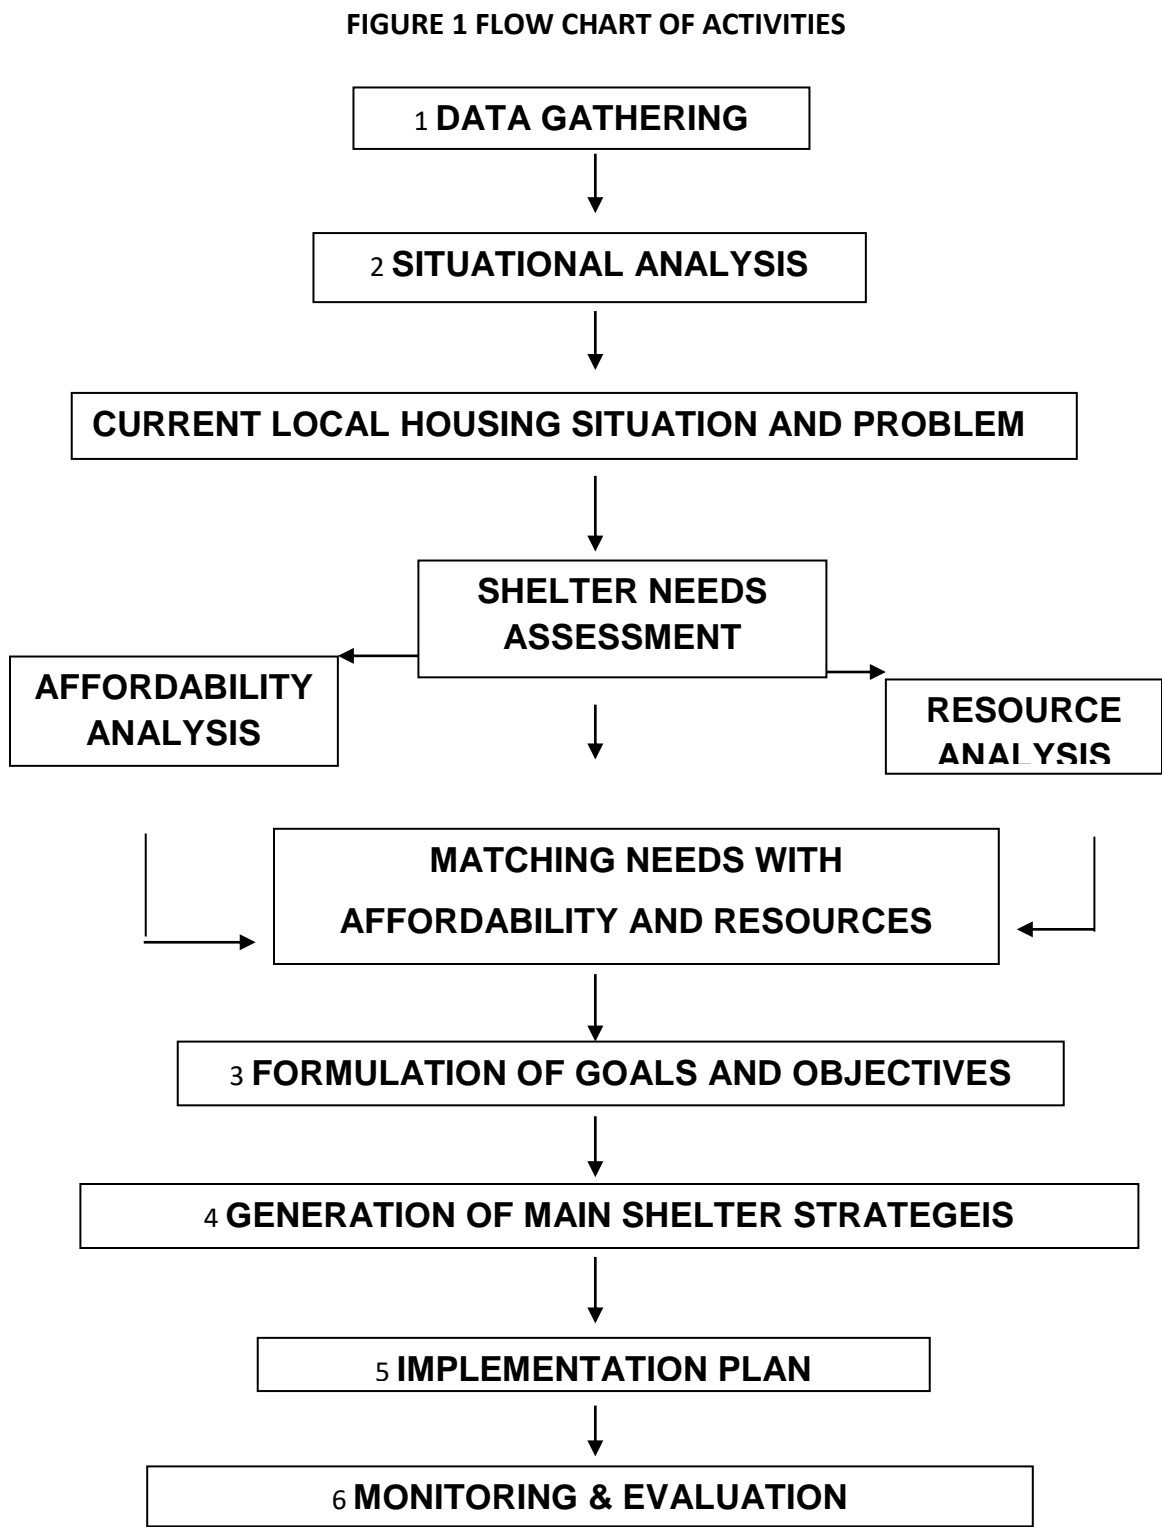 FIGURE 1 FLOW CHART OF ACTIVITIES
1 DATA GATHERING
2 SITUATIONAL ANALYSIS
CURRENT LOCAL HOUSING SITUATION AND PROBLEM
SHELTER NEEDS
ASSESSMENT
AFFORDABILITY
ANALYSIS
RESOURCE
ANALYSIS
MATCHING NEEDS WITH
AFFORDABILITY AND RESOURCES
3 FORMULATION OF GOALS AND OBJECTIVES
4 GENERATION OF MAIN SHELTER STRATEGEIS
5 IMPLEMENTATION PLAN
6 MONITORING & EVALUATION